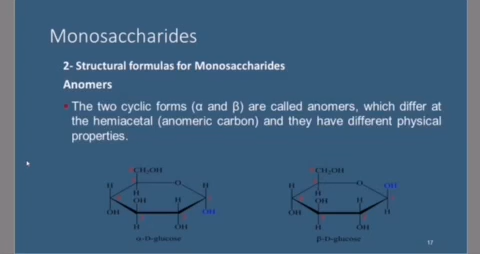 Monosaccharides
2- Structural formulas for Monosaccharides
Anomers
• The two cyclic forms (α and β) are called anomers, which differ at
the hemiacetal (anomeric carbon) and they have different physical
properties.
CH₂OH CH₂OH
O O OH
H H H
H H
OH H OH H
OH OH OH H
H OH H OH
α-D-glucose β-D-glucose
17